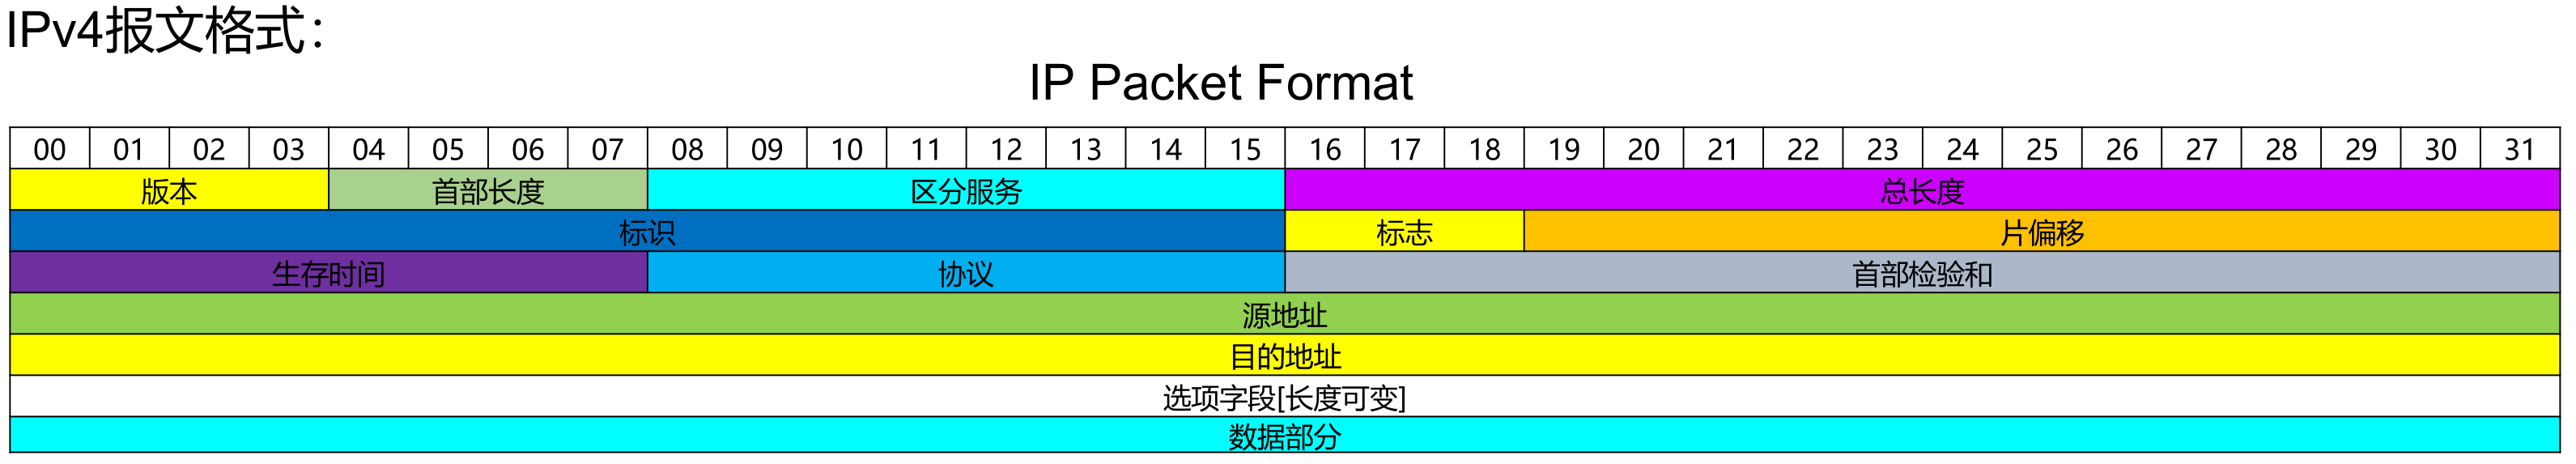 IPv4报文格式：
IP Packet Format
00 01 02 03 04 05 06 07 08 09 10 11 12 13 14 15 16 17 18 19 20 21 22 23 24 25 26 27 28 29 30 31
版本 首部长度 区分服务 总长度
标识 标志 片偏移
生存时间 协议 首部检验和
源地址
目的地址
选项字段[长度可变]
数据部分